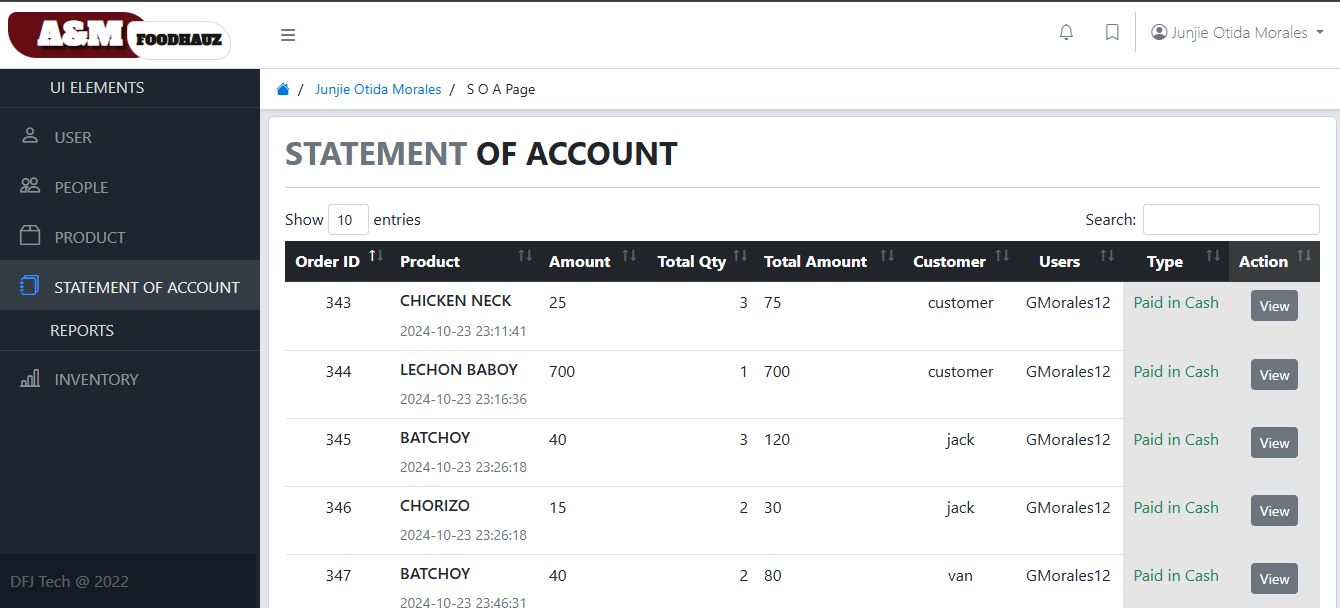 A&M FOODHAUZ
Junjie Otida Morales
UI ELEMENTS
USER
PEOPLE
PRODUCT
STATEMENT OF ACCOUNT
REPORTS
INVENTORY
DFJ Tech @ 2022
/ Junjie Otida Morales / S O A Page
STATEMENT OF ACCOUNT
Show 10 entries Search:
Order ID Product Amount Total Qty Total Amount Customer Users Type Action
343 CHICKEN NECK 25 3 75 customer GMorales12 Paid in Cash View
2024-10-23 23:11:41
344 LECHON BABOY 700 1 700 customer GMorales12 Paid in Cash View
2024-10-23 23:16:36
345 BATCHOY 40 3 120 jack GMorales12 Paid in Cash View
2024-10-23 23:26:18
346 CHORIZO 15 2 30 jack GMorales12 Paid in Cash View
2024-10-23 23:26:18
347 BATCHOY 40 2 80 van GMorales12 Paid in Cash View
2024-10-23 23:46:31